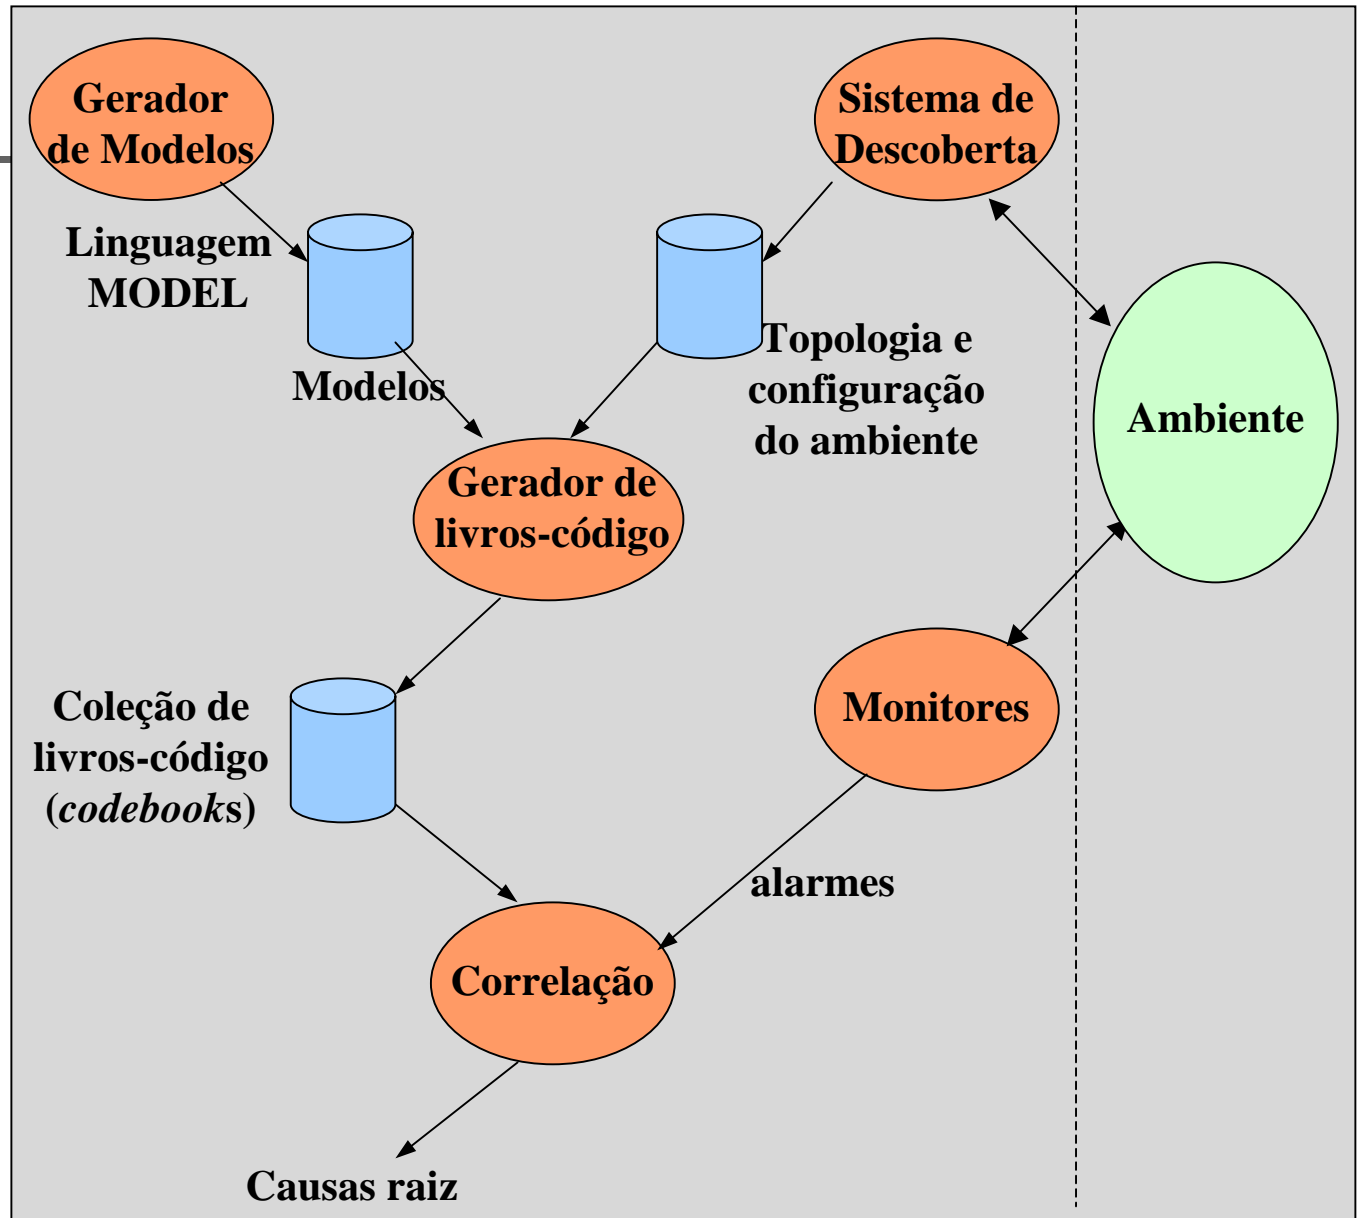 Gerador
de Modelos
Sistema de
Descoberta
Linguagem
MODEL
Modelos
Topologia e
configuração
do ambiente
Ambiente
Gerador de
livros-código
Coleção de
livros-código
(codebooks)
Monitores
alarmes
Correlação
Causas raiz